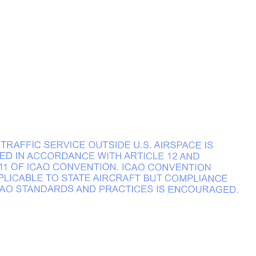 TRAFFIC SERVICE OUTSIDE U.S. AIRSPACE IS
ED IN ACCORDANCE WITH ARTICLE 12 AND
11 OF ICAO CONVENTION. ICAO CONVENTION
PLICABLE TO STATE AIRCRAFT BUT COMPLIANCE
AO STANDARDS AND PRACTICES IS ENCOURAGED.